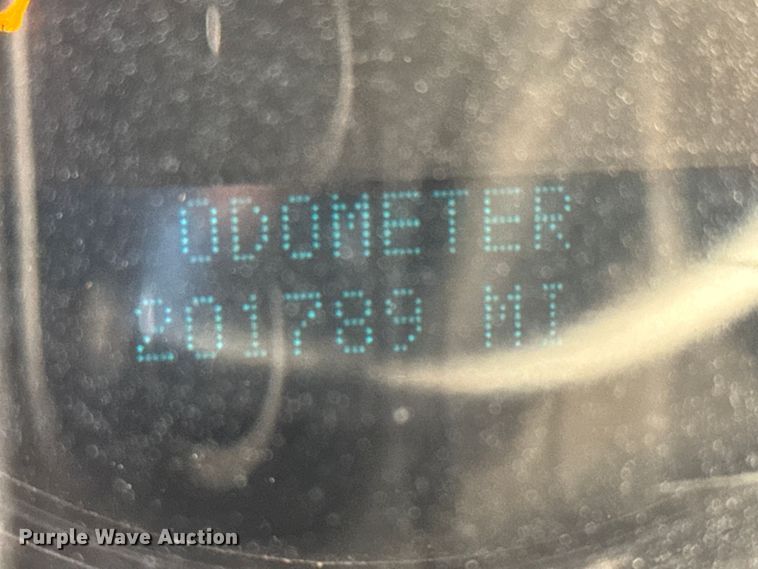 ODOMETER
201789 MI
Purple Wave Auction